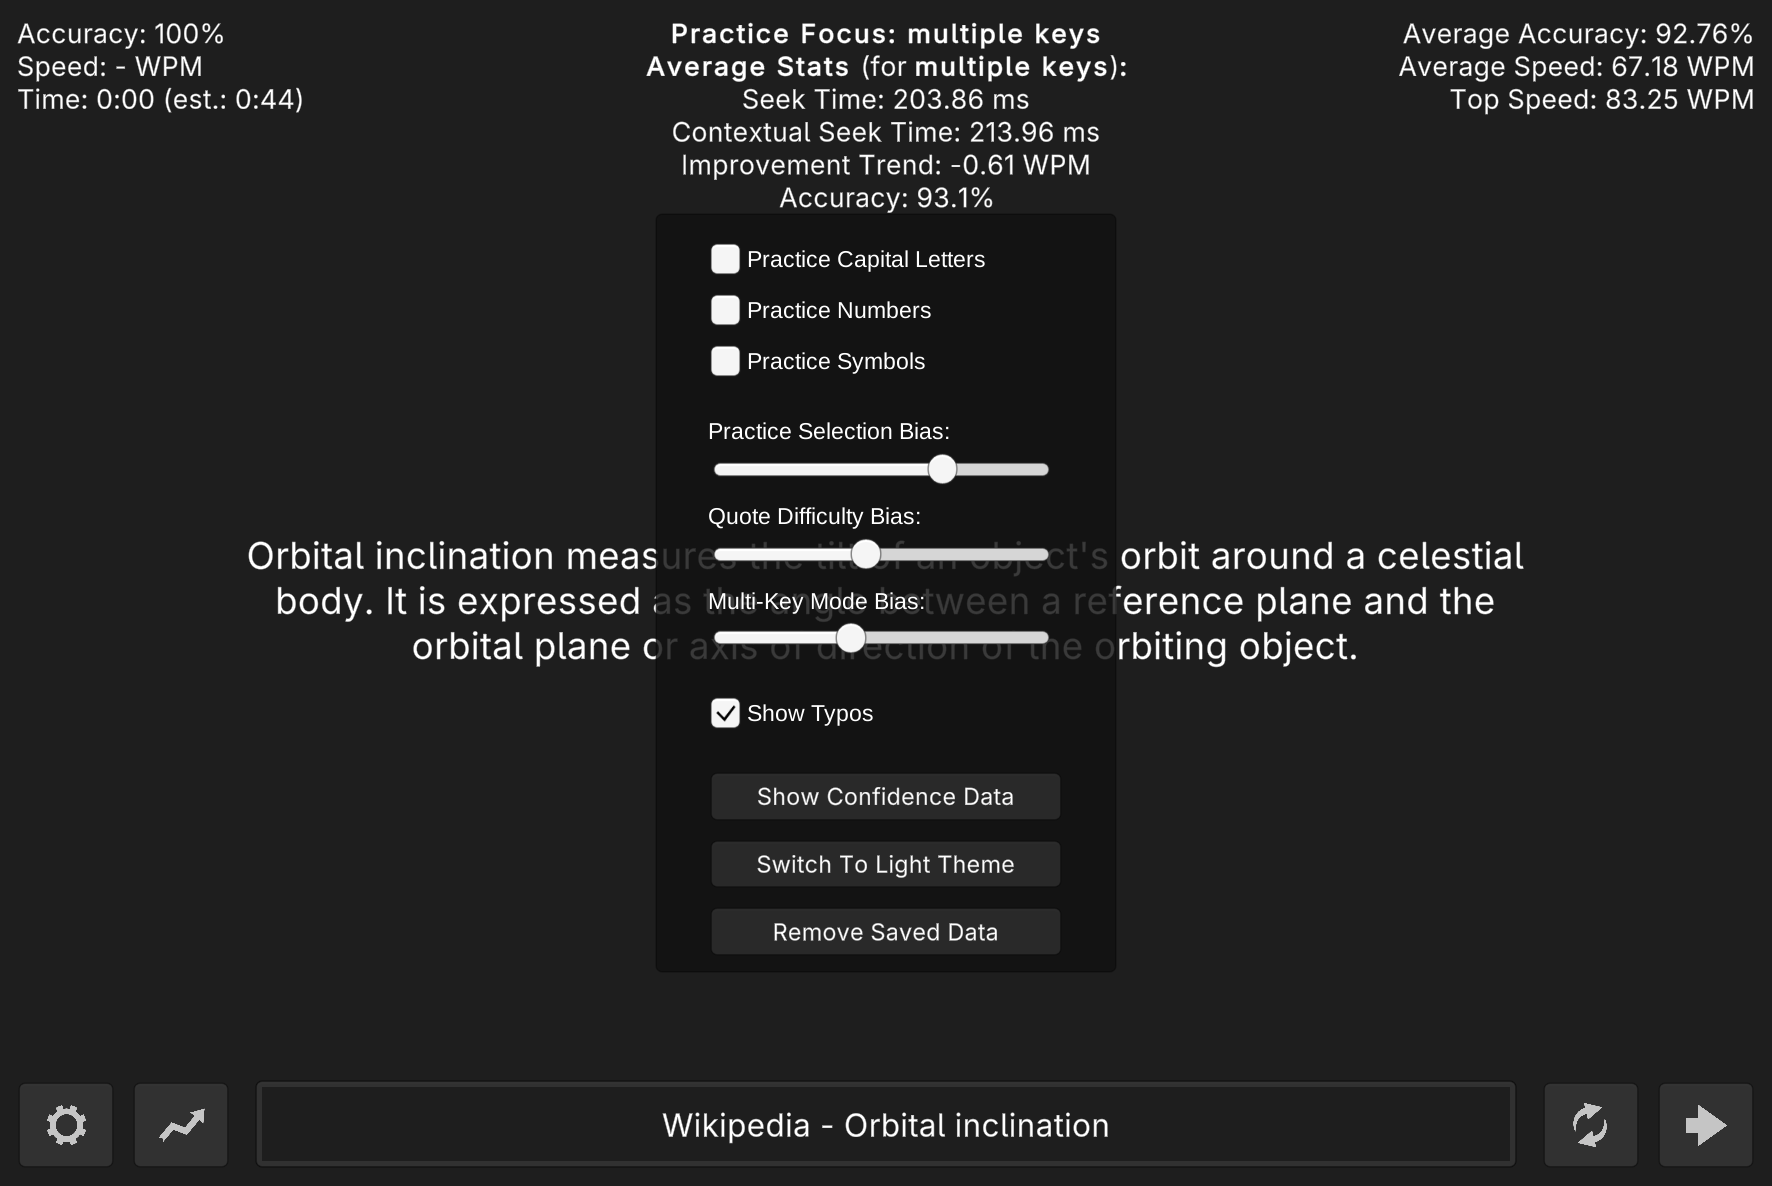 Accuracy: 100%
Speed: - WPM
Time: 0:00 (est.: 0:44)
Practice Focus: multiple keys
Average Stats (for multiple keys):
Seek Time: 203.86 ms
Contextual Seek Time: 213.96 ms
Improvement Trend: -0.61 WPM
Accuracy: 93.1%
Average Accuracy: 92.76%
Average Speed: 67.18 WPM
Top Speed: 83.25 WPM
Practice Capital Letters
Practice Numbers
Practice Symbols
Practice Selection Bias:
Quote Difficulty Bias:
Multi-Key Mode Bias:
Show Typos
Show Confidence Data
Switch To Light Theme
Remove Saved Data
Orbital inclination measures the tilt of an object's orbit around a celestial
body. It is expressed as the angle between a reference plane and the
orbital plane or axis of direction of the orbiting object.
Wikipedia - Orbital inclination